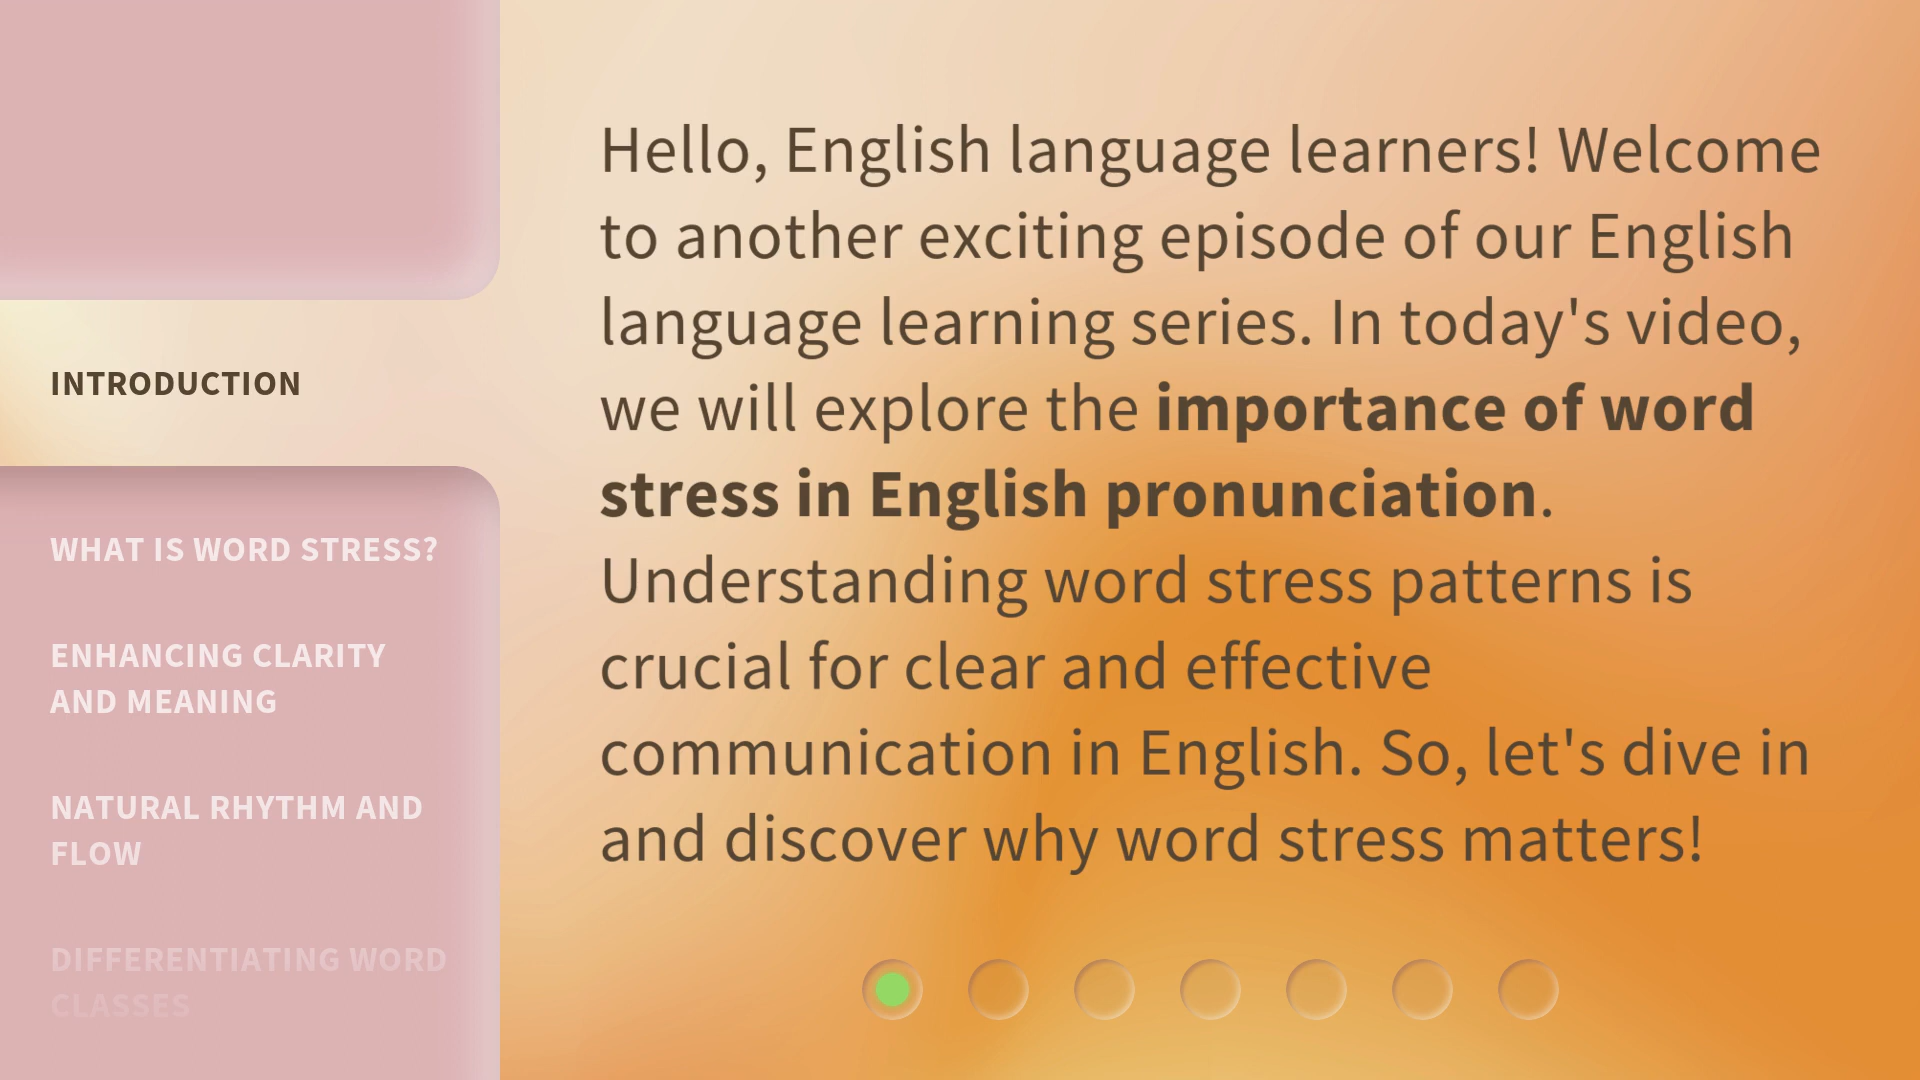 INTRODUCTION
WHAT IS WORD STRESS?
ENHANCING CLARITY
AND MEANING
NATURAL RHYTHM AND
FLOW
DIFFERENTIATING WORD
CLASSES
Hello, English language learners! Welcome
to another exciting episode of our English
language learning series. In today's video,
we will explore the importance of word
stress in English pronunciation.
Understanding word stress patterns is
crucial for clear and effective
communication in English. So, let's dive in
and discover why word stress matters!